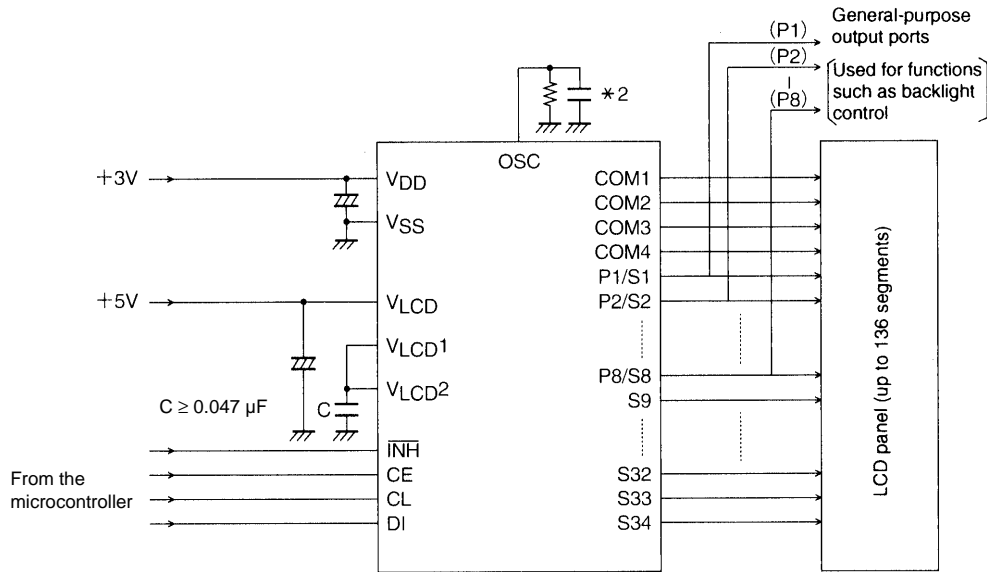 General-purpose
output ports
(P1)
(P2)
(P8)
Used for functions
such as backlight
control
*2
OSC
+3V
VDD
VSS
+5V
VLCD
VLCD1
VLCD2
C ≥ 0.047 µF
C
INH
CE
CL
DI
From the
microcontroller
COM1
COM2
COM3
COM4
P1/S1
P2/S2
P8/S8
S9
S32
S33
S34
LCD panel (up to 136 segments)